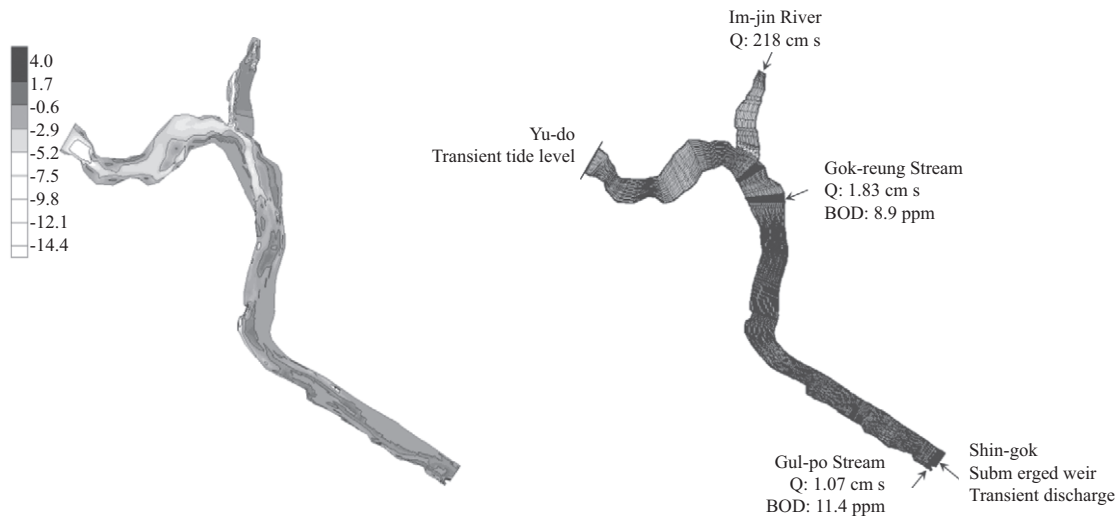 4.0
1.7
-0.6
-2.9
-5.2
-7.5
-9.8
-12.1
-14.4
Im-jin River
Q: 218 cm s
Yu-do
Transient tide level
Gok-reung Stream
Q: 1.83 cm s
BOD: 8.9 ppm
Gul-po Stream
Q: 1.07 cm s
BOD: 11.4 ppm
Shin-gok
Subm erged weir
Transient discharge